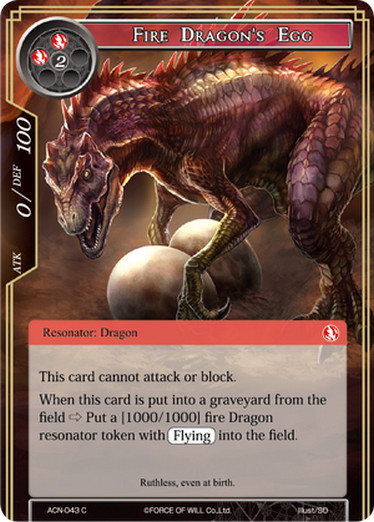 Fire Dragon's Egg
2
ATK 0 / DEF 100
Resonator: Dragon
This card cannot attack or block.
When this card is put into a graveyard from the
field ⇨ Put a [1000/1000] fire Dragon
resonator token with Flying into the field.
Ruthless, even at birth.
ACN-043 C ©FORCE OF WILL Co.,Ltd. Illust/SO